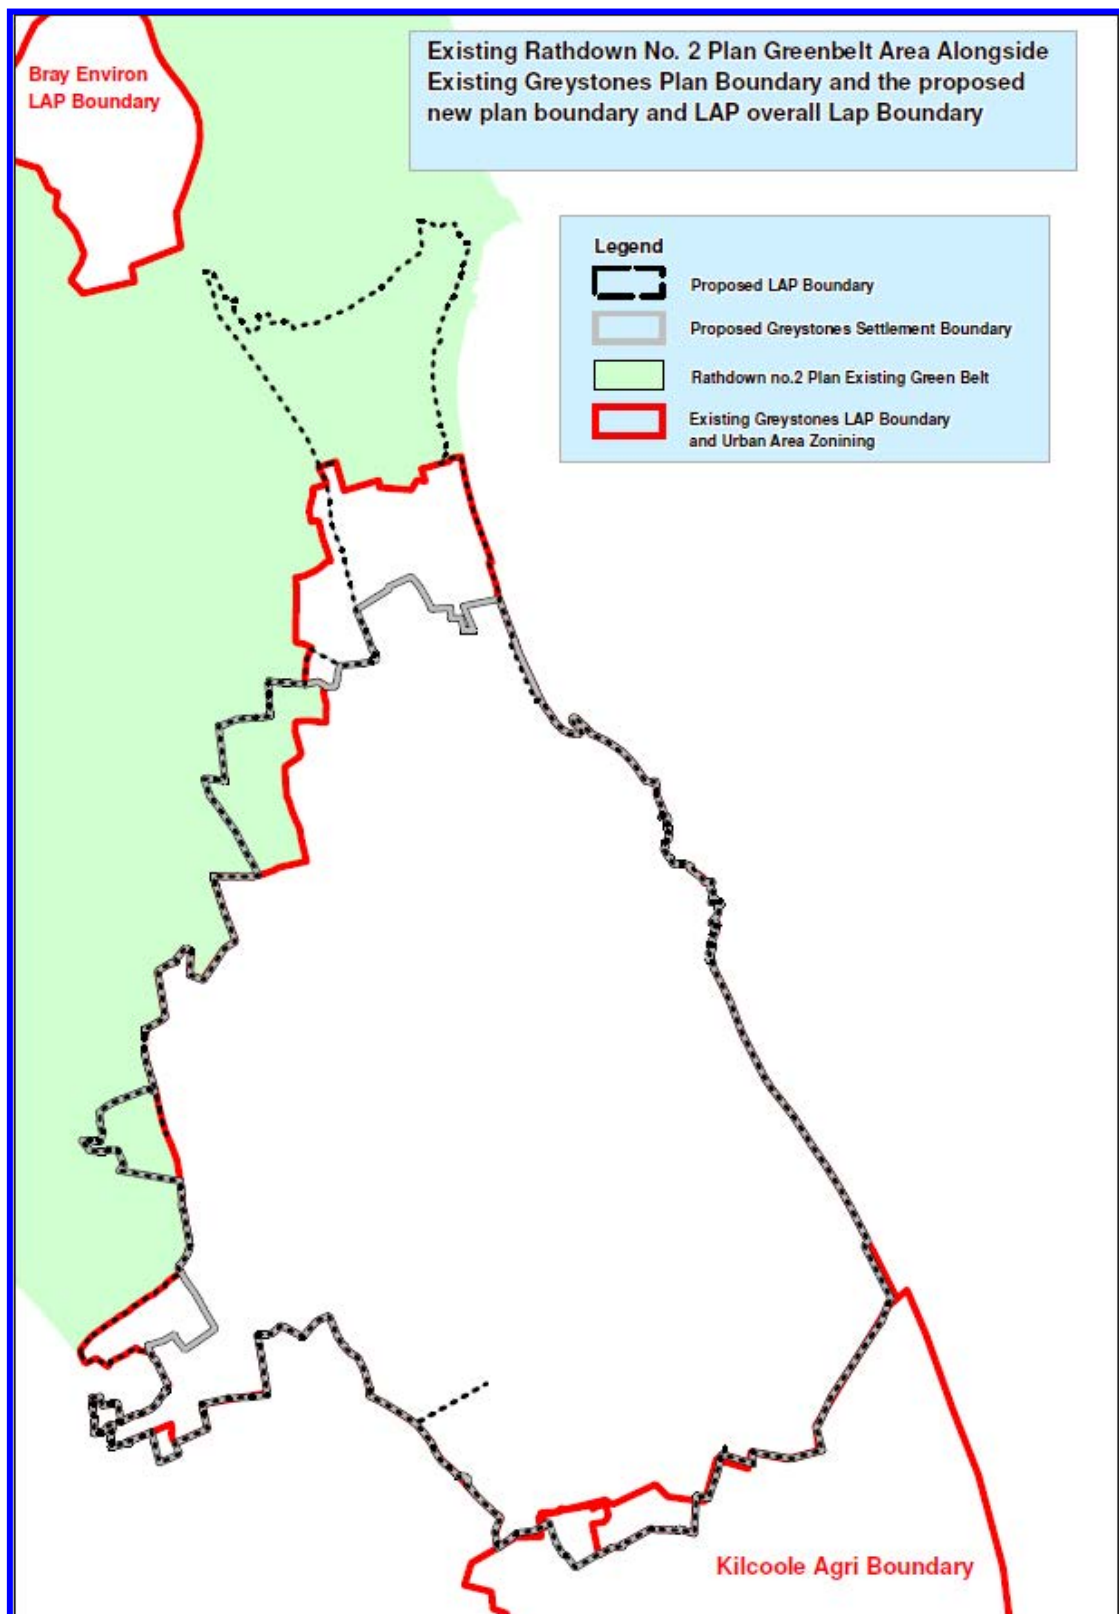 Bray Environ
LAP Boundary
Existing Rathdown No. 2 Plan Greenbelt Area Alongside
Existing Greystones Plan Boundary and the proposed
new plan boundary and LAP overall Lap Boundary
Legend
Proposed LAP Boundary
Proposed Greystones Settlement Boundary
Rathdown no.2 Plan Existing Green Belt
Existing Greystones LAP Boundary
and Urban Area Zonining
Kilcoole Agri Boundary